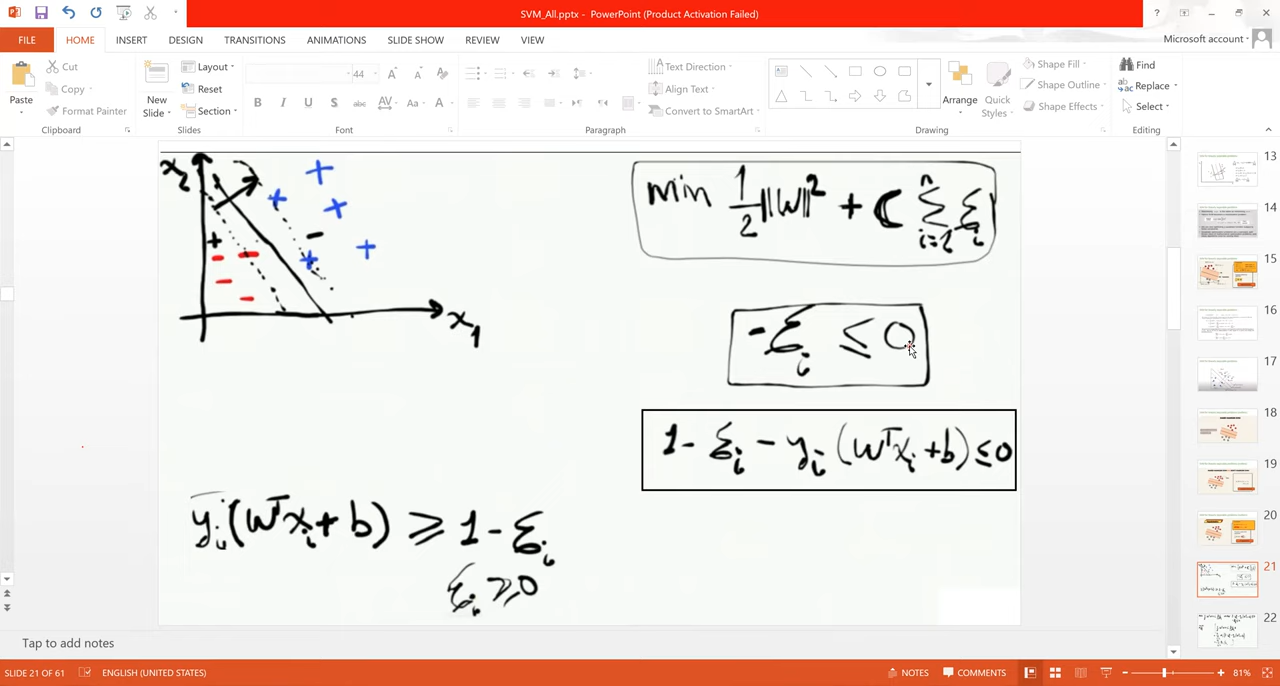 SVM_All.pptx - PowerPoint (Product Activation Failed)
FILE HOME INSERT DESIGN TRANSITIONS ANIMATIONS SLIDE SHOW REVIEW VIEW
Microsoft account
Paste
Cut
Copy
Format Painter
Clipboard
New Slide
Layout
Reset
Section
Slides
44
B I U S abc AV Aa A
Font
Text Direction
Align Text
Convert to SmartArt
Paragraph
Arrange
Quick Styles
Shape Fill
Shape Outline
Shape Effects
Drawing
Find
Replace
Select
Editing
x₂
x₁
min 1/2 ||W||² + C Σ ξᵢ
-ξᵢ ≤ 0
1 - ξᵢ - yᵢ (Wᵀxᵢ + b) ≤ 0
yᵢ(Wᵀxᵢ + b) ≥ 1 - ξᵢ
ξᵢ ≥ 0
13
14
15
16
17
18
19
20
21
22
Tap to add notes
SLIDE 21 OF 61 ENGLISH (UNITED STATES) NOTES COMMENTS 81%